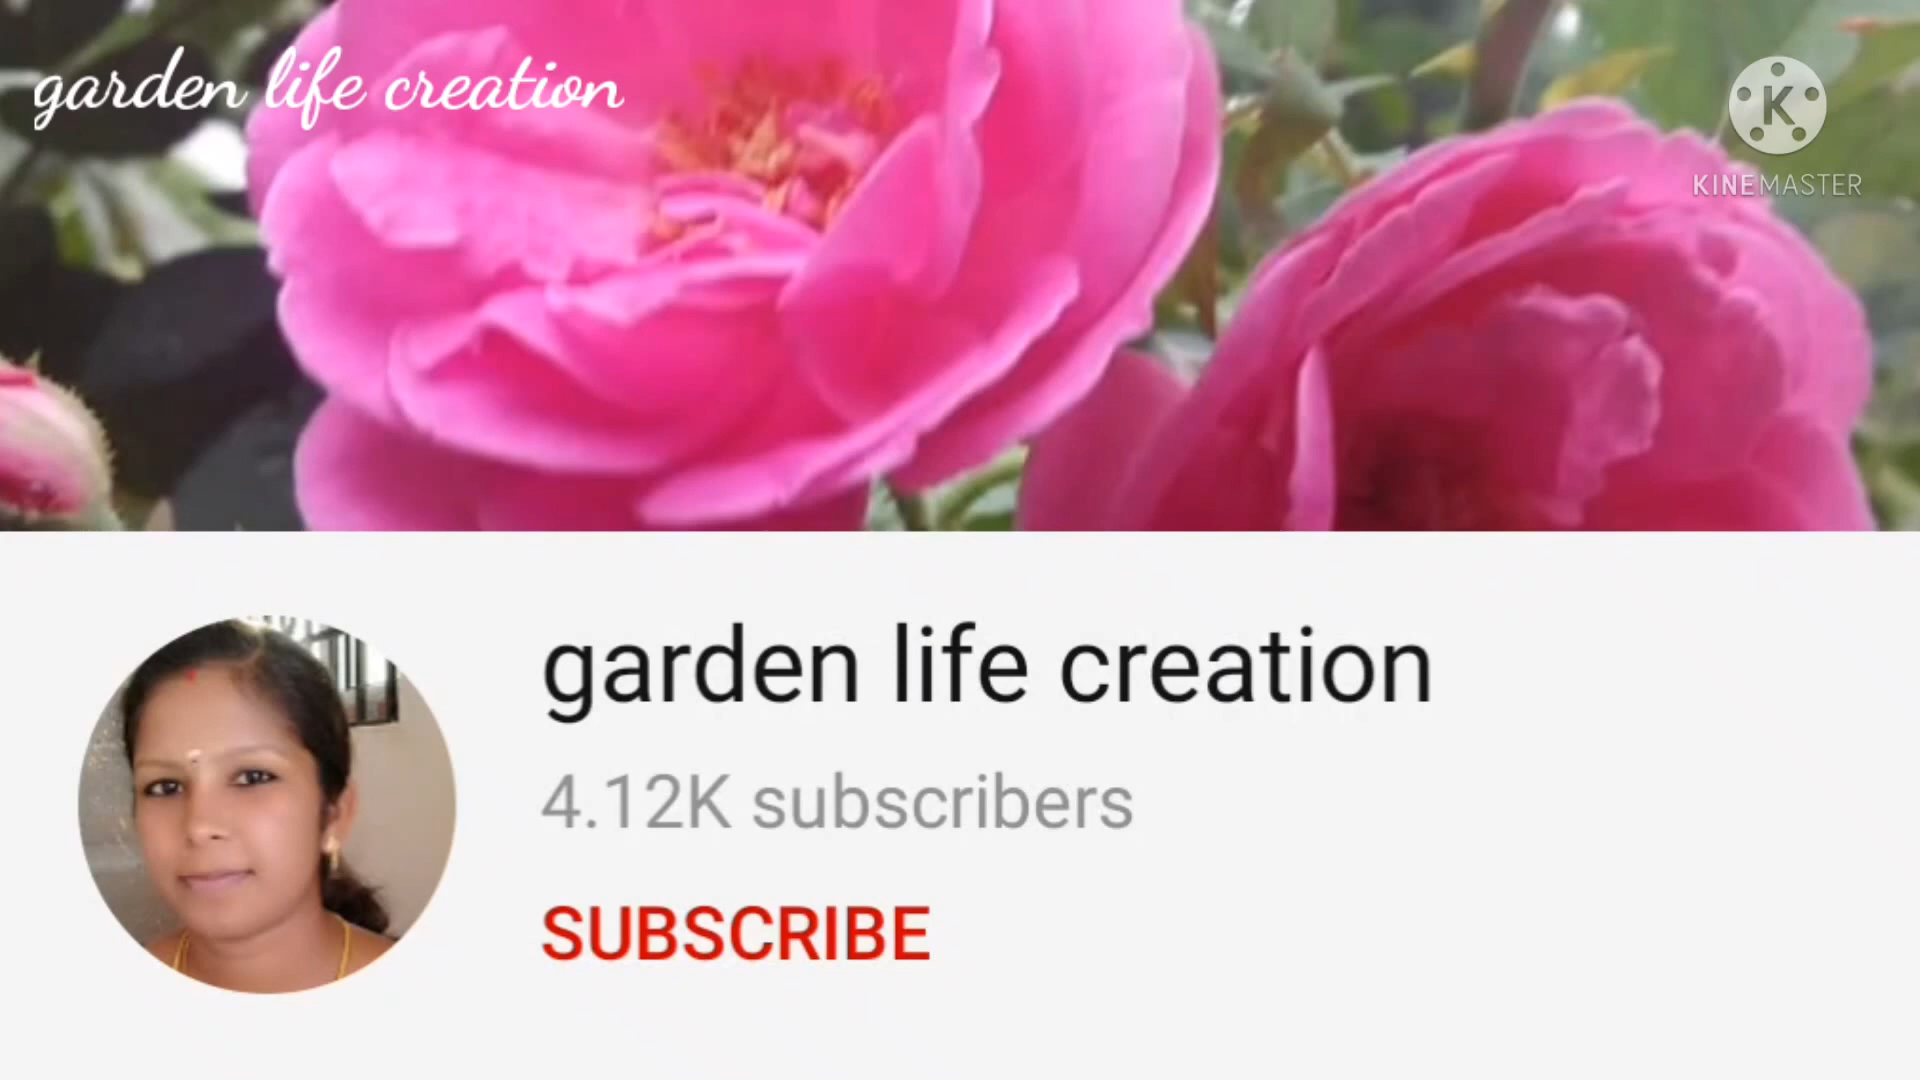 garden life creation
K
KINEMASTER
garden life creation
4.12K subscribers
SUBSCRIBE